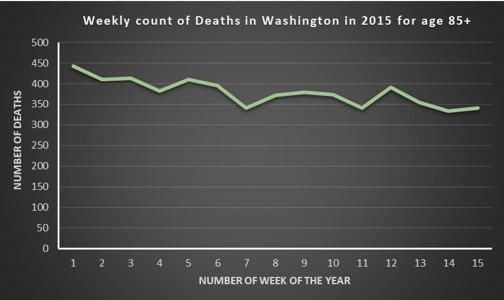 Weekly count of Deaths in Washington in 2015 for age 85+
500
450
400
350
300
250
200
150
100
50
0
NUMBER OF DEATHS
1 2 3 4 5 6 7 8 9 10 11 12 13 14 15
NUMBER OF WEEK OF THE YEAR